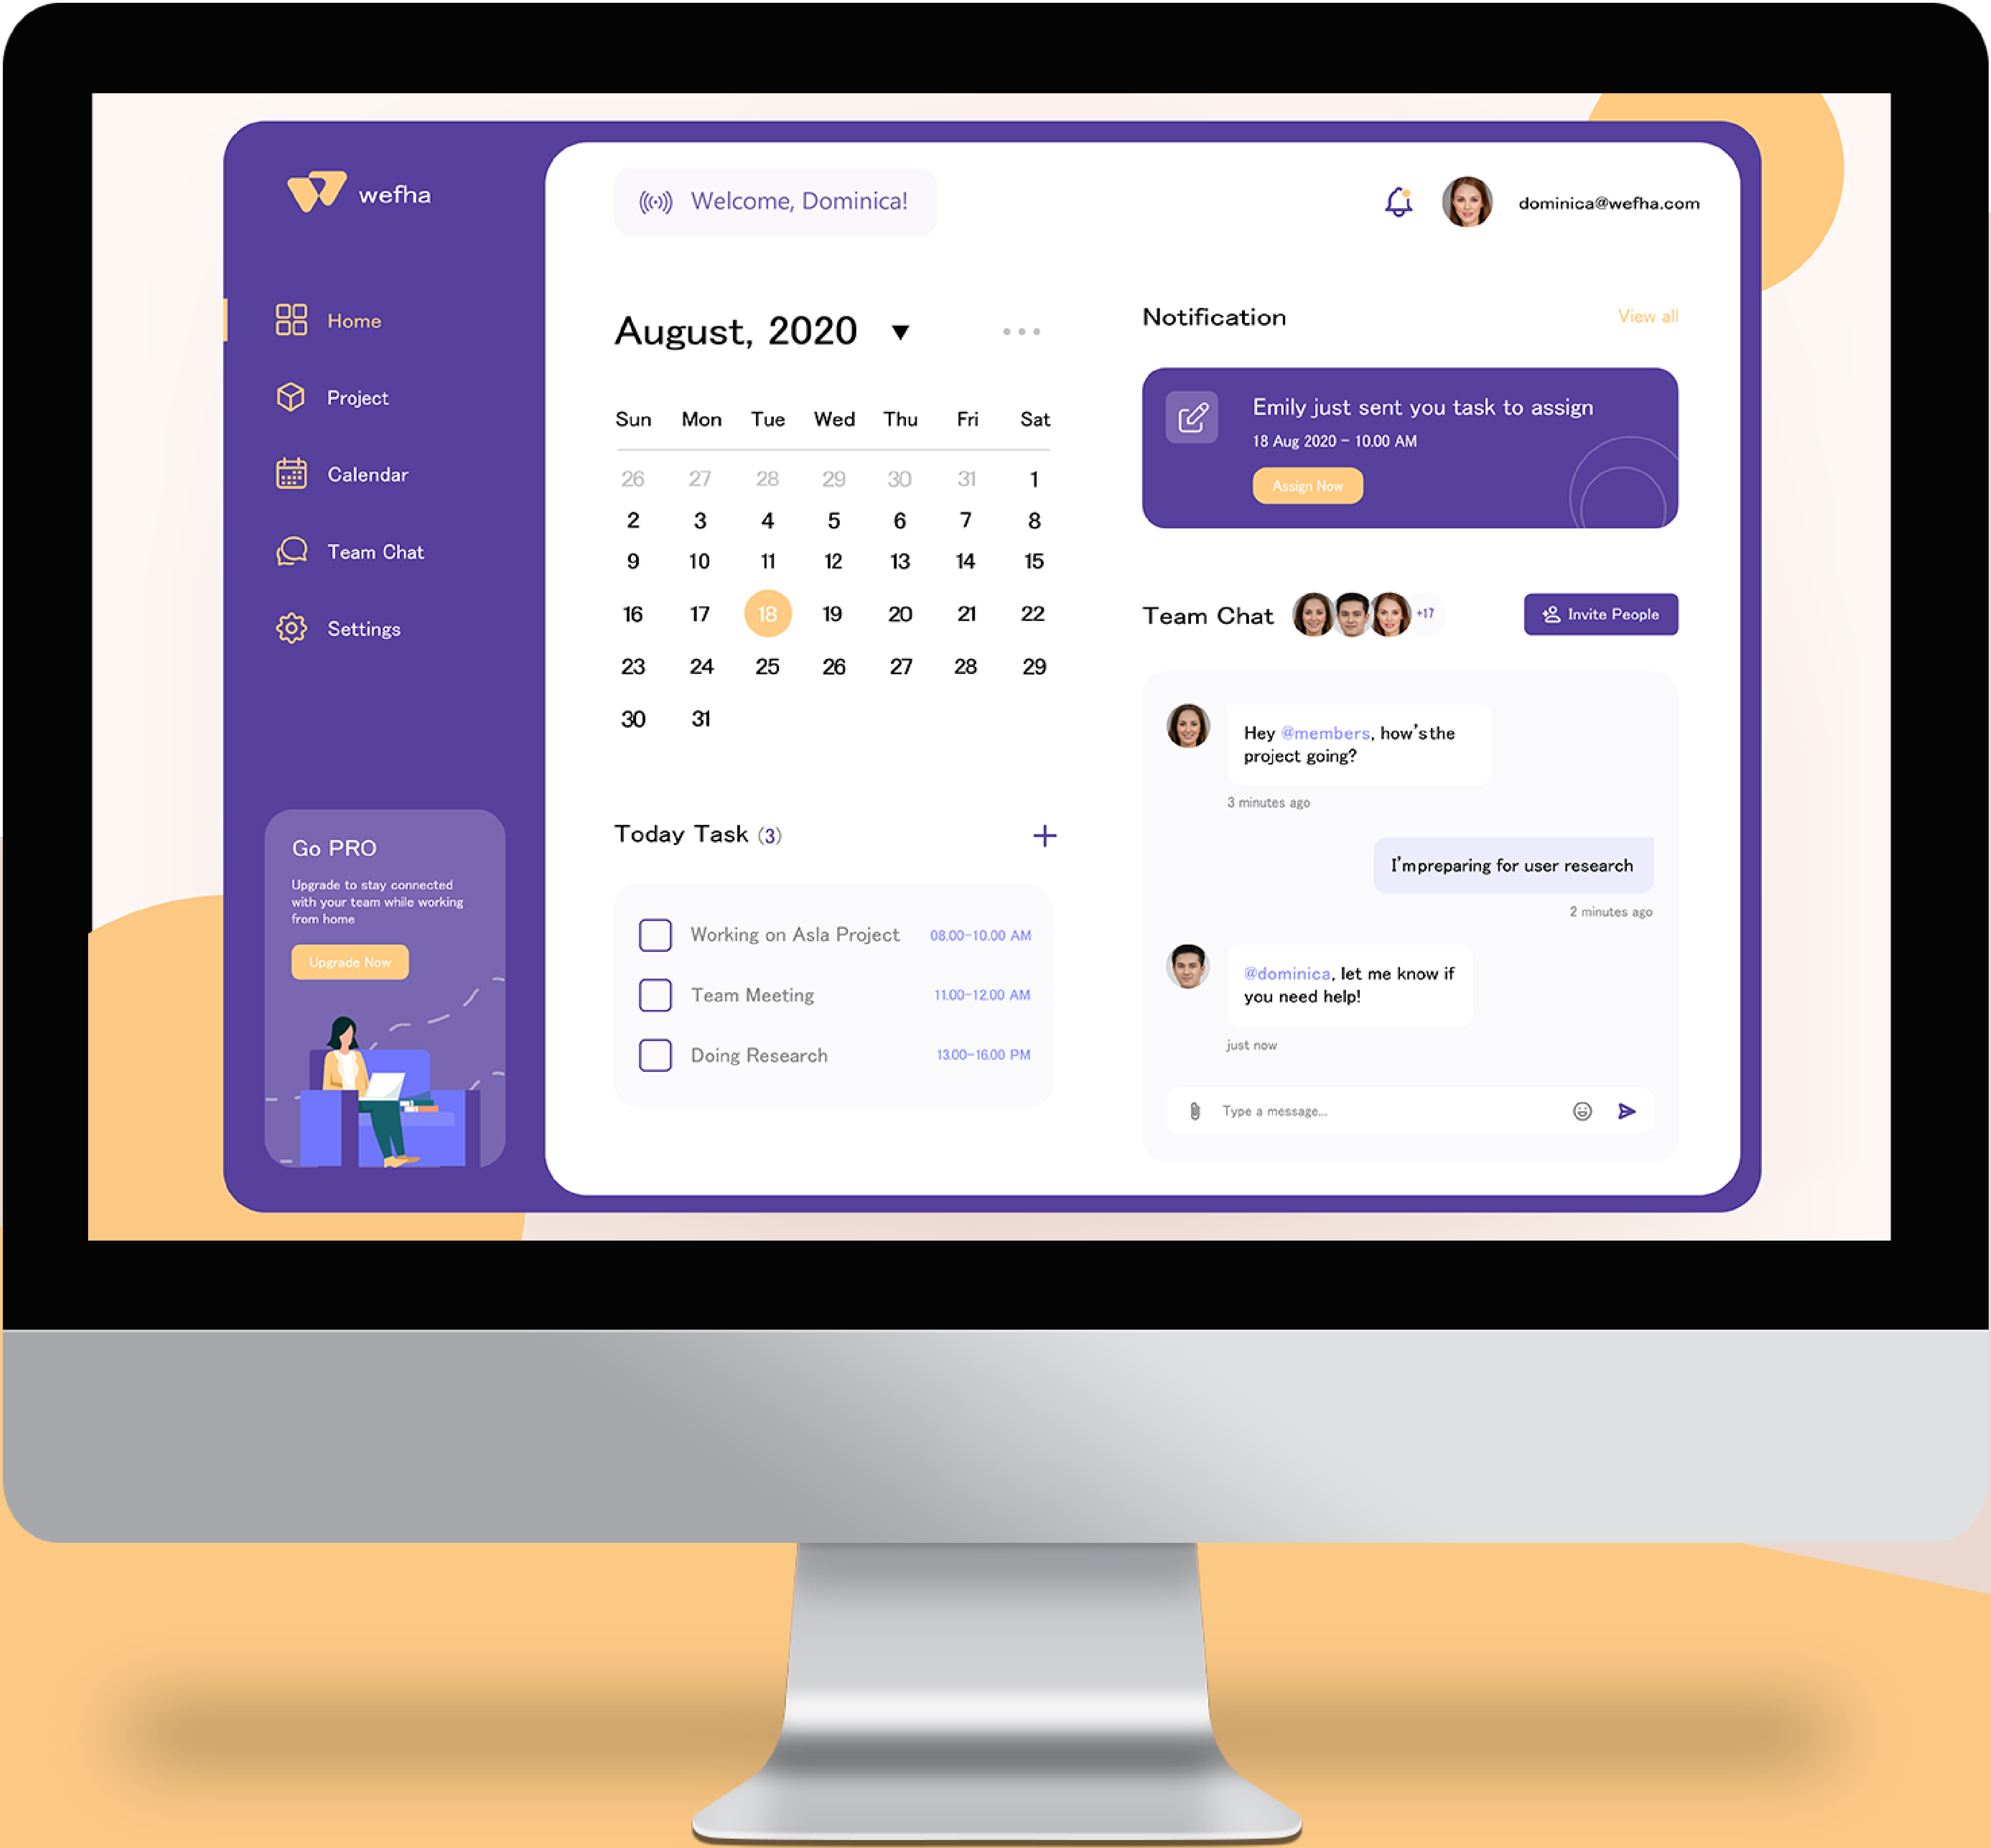 wefha
Home
Project
Calendar
Team Chat
Settings
Go PRO
Upgrade to stay connected
with your team while working
from home
Upgrade Now
Welcome, Dominica!
dominica@wefha.com
August, 2020
Sun Mon Tue Wed Thu Fri Sat
26 27 28 29 30 31 1
2 3 4 5 6 7 8
9 10 11 12 13 14 15
16 17 18 19 20 21 22
23 24 25 26 27 28 29
30 31
Today Task (3)
Working on Asla Project 08.00-10.00 AM
Team Meeting 11.00-12.00 AM
Doing Research 13.00-16.00 PM
Notification View all
Emily just sent you task to assign
18 Aug 2020 - 10.00 AM
Assign Now
Team Chat +17 Invite People
Hey @members, how's the
project going?
3 minutes ago
I'mpreparing for user research
2 minutes ago
@dominica, let me know if
you need help!
just now
Type a message...